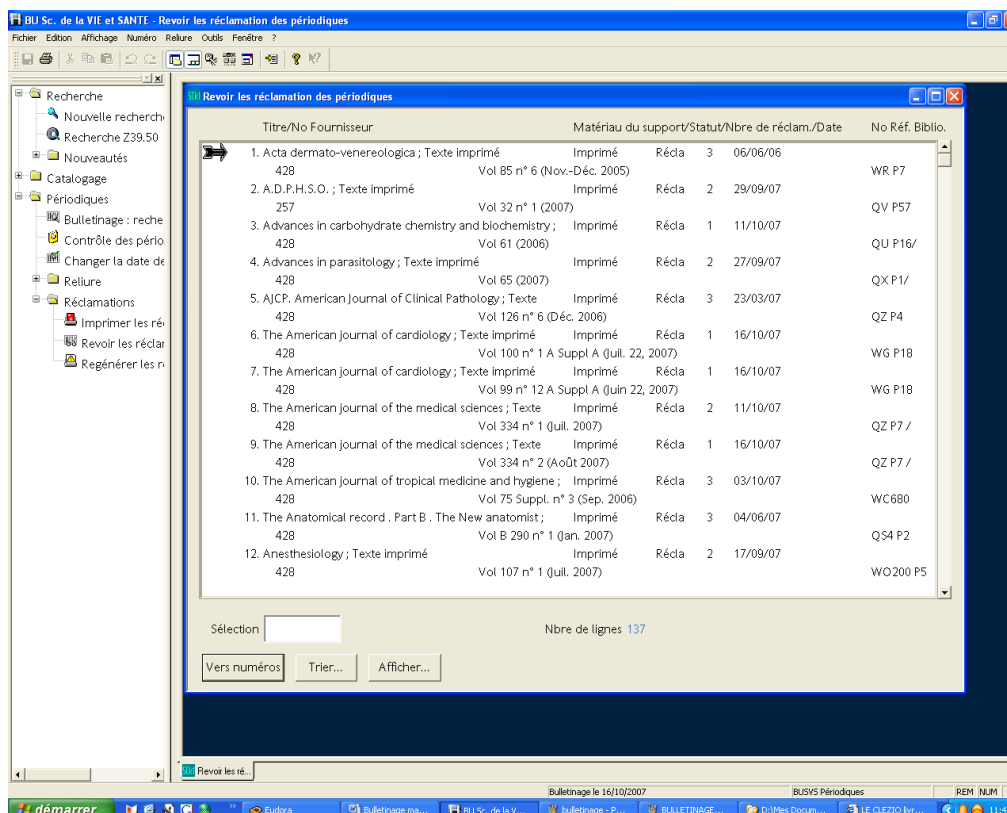 BU Sc. de la VIE et SANTE - Revoir les réclamation des périodiques
Fichier Edition Affichage Numéro Reliure Outils Fenêtre ?
Recherche
Nouvelle recherch
Recherche Z39.50
Nouveautés
Catalogage
Périodiques
Bulletinage : reche
Contrôle des pério
Changer la date de
Reliure
Réclamations
Imprimer les ré
Revoir les réclar
Regénérer les r
Revoir les réclamation des périodiques
Titre/No Fournisseur Matériau du support/Statut/Nbre de réclam./Date No Réf. Biblio.
1. Acta dermato-venereologica ; Texte imprimé Imprimé Récla 3 06/06/06
428 Vol 85 n° 6 (Nov.-Déc. 2005) WR P7
2. A.D.P.H.S.O. ; Texte imprimé Imprimé Récla 2 29/09/07
257 Vol 32 n° 1 (2007) QV P57
3. Advances in carbohydrate chemistry and biochemistry ; Imprimé Récla 1 11/10/07
428 Vol 61 (2006) QU P16/
4. Advances in parasitology ; Texte imprimé Imprimé Récla 2 27/09/07
428 Vol 65 (2007) QX P1/
5. AJCP. American Journal of Clinical Pathology ; Texte Imprimé Récla 3 23/03/07
428 Vol 126 n° 6 (Déc. 2006) QZ P4
6. The American journal of cardiology ; Texte imprimé Imprimé Récla 1 16/10/07
428 Vol 100 n° 1 A Suppl A (Juil. 22, 2007) WG P18
7. The American journal of cardiology ; Texte imprimé Imprimé Récla 1 16/10/07
428 Vol 99 n° 12 A Suppl A (Juin 22, 2007) WG P18
8. The American journal of the medical sciences ; Texte Imprimé Récla 2 11/10/07
428 Vol 334 n° 1 (Juil. 2007) QZ P7 /
9. The American journal of the medical sciences ; Texte Imprimé Récla 1 16/10/07
428 Vol 334 n° 2 (Août 2007) QZ P7 /
10. The American journal of tropical medicine and hygiene ; Imprimé Récla 3 03/10/07
428 Vol 75 Suppl. n° 3 (Sep. 2006) WC680
11. The Anatomical record . Part B . The New anatomist ; Imprimé Récla 3 04/06/07
428 Vol B 290 n° 1 (Jan. 2007) QS4 P2
12. Anesthesiology ; Texte imprimé Imprimé Récla 2 17/09/07
428 Vol 107 n° 1 (Juil. 2007) WO200 P5
Sélection Nbre de lignes 137
Vers numéros Trier... Afficher...
Revoir les ré...
Bulletinage le 16/10/2007 BUSVS Périodiques REM NUM
démarrer Eudora Bulletinage ma... BU Sc. de la V... bulletinage - P... BULLETINAGE... D:\Mes Docum... LE CLEZIO livr... 11:4